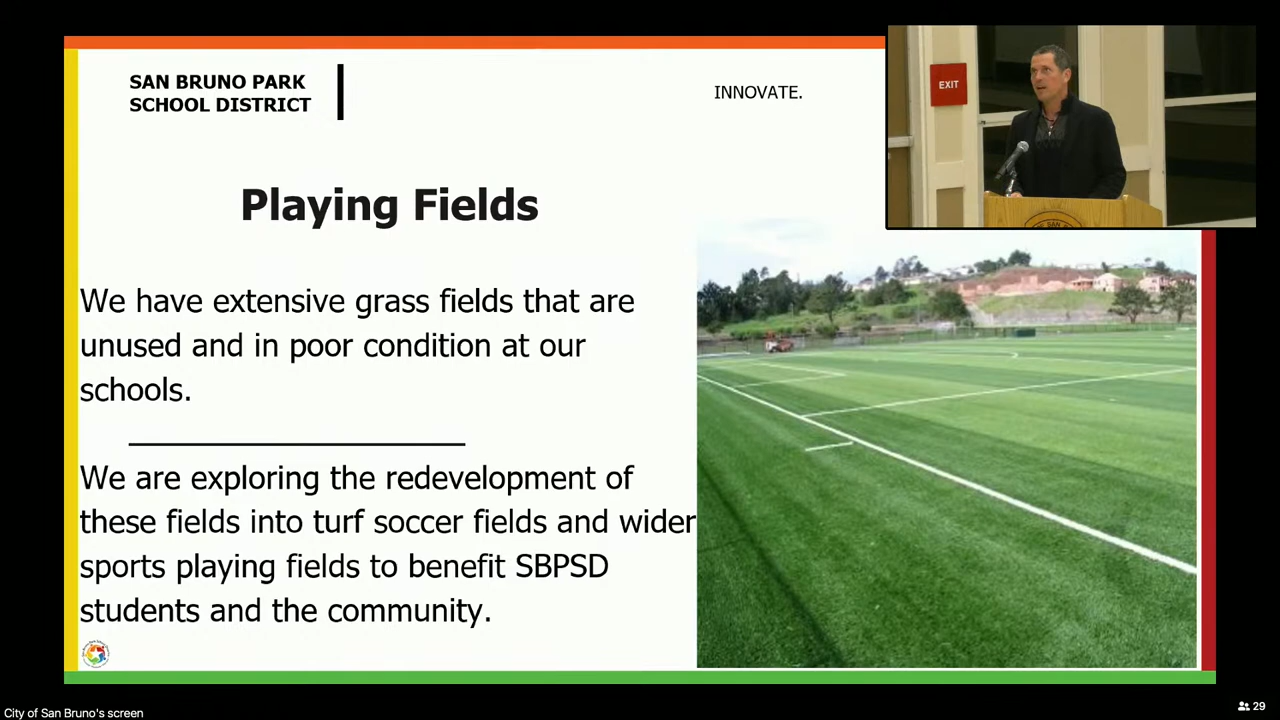 SAN BRUNO PARK
SCHOOL DISTRICT
INNOVATE.
EXIT
Playing Fields
We have extensive grass fields that are
unused and in poor condition at our
schools.
We are exploring the redevelopment of
these fields into turf soccer fields and wider
sports playing fields to benefit SBPSD
students and the community.
City of San Bruno's screen
29